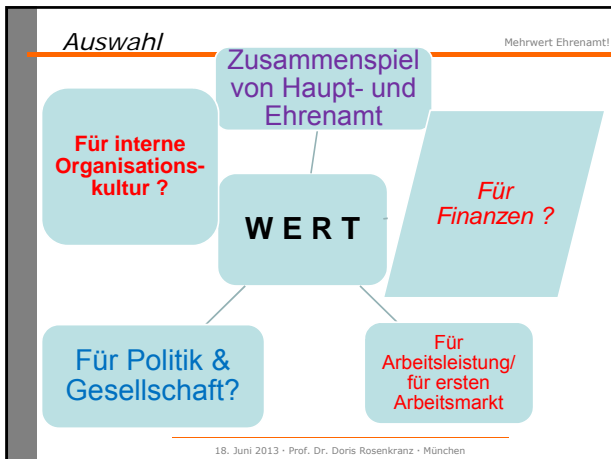 Auswahl
Mehrwert Ehrenamt!
Zusammenspiel
von Haupt- und
Ehrenamt
Für interne
Organisations-
kultur ?
Für
Finanzen ?
W E R T
Für Politik &
Gesellschaft?
Für
Arbeitsleistung/
für ersten
Arbeitsmarkt
18. Juni 2013 · Prof. Dr. Doris Rosenkranz · München